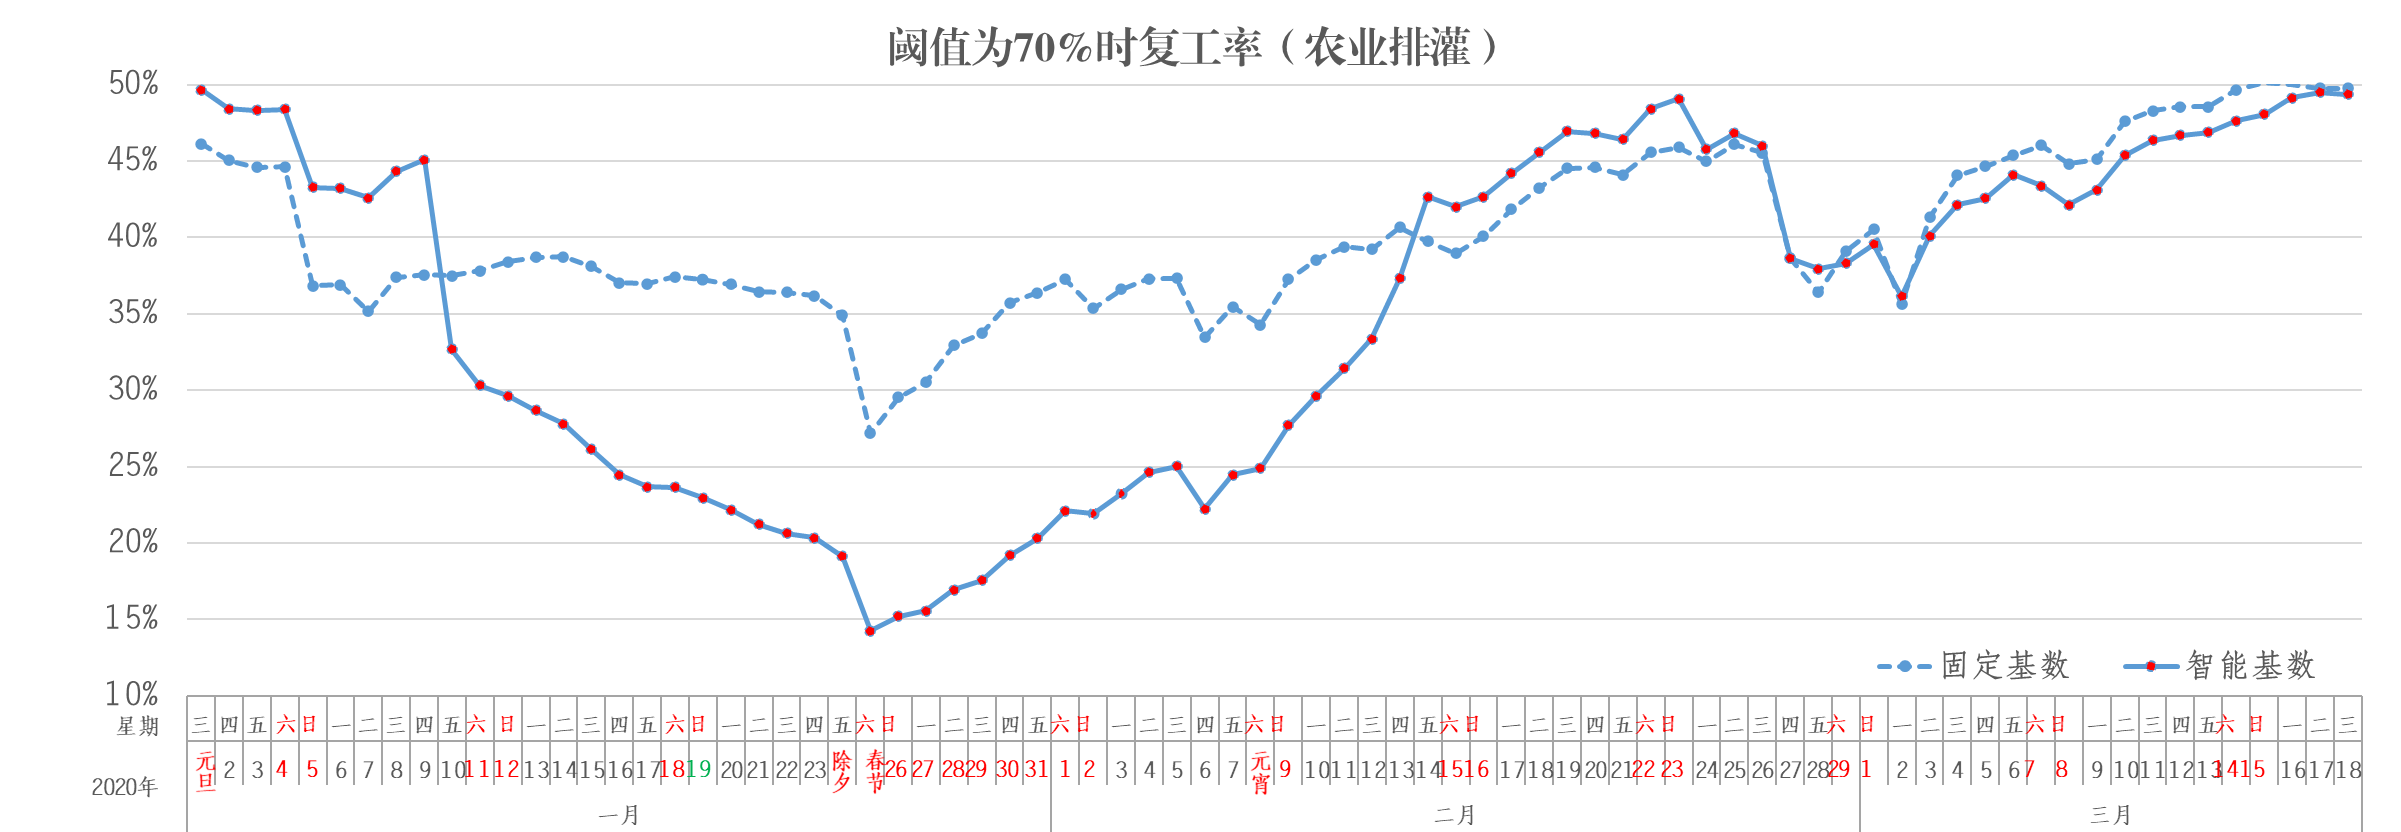 阈值为70%时复工率（农业排灌）
50%
45%
40%
35%
30%
25%
20%
15%
10%
固定基数 智能基数
星期 三 四 五 六 日 一 二 三 四 五 六 日 一 二 三 四 五 六 日 一 二 三 四 五 六 日 一 二 三 四 五 六 日 一 二 三 四 五 六 日 一 二 三 四 五 六 日 一 二 三 四 五 六 日 一 二 三 四 五 六 日 一 二 三 四 五 六 日 一 二 三 四 五 六 日 一 二 三
2020年 元旦 2 3 4 5 6 7 8 9 10 11 12 13 14 15 16 17 18 19 20 21 22 23 除夕 春节 26 27 28 29 30 31 1 2 3 4 5 6 7 元宵 9 10 11 12 13 14 15 16 17 18 19 20 21 22 23 24 25 26 27 28 29 1 2 3 4 5 6 7 8 9 10 11 12 13 14 15 16 17 18
一月 二月 三月